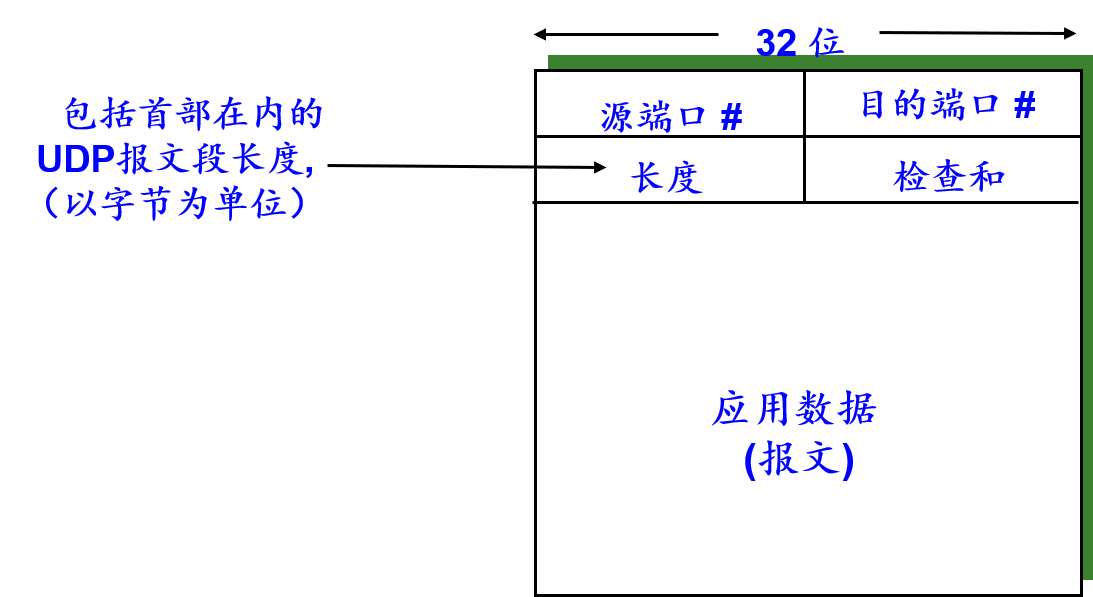 32 位
源端口 #
目的端口 #
包括首部在内的
UDP报文段长度,
（以字节为单位）
长度
检查和
应用数据
(报文)